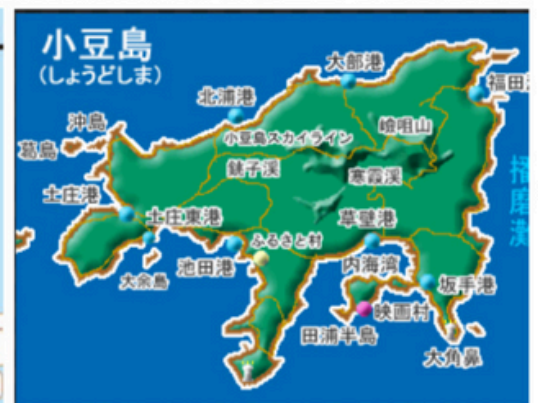 小豆島
(しょうどしま)
大部港
福田
北浦港
沖島
葛島
小豆島スカイライン
嶮岨山
銚子渓
寒霞渓
土庄港
土庄東港
草壁港
ふるさと村
大余島
池田港
内海湾
坂手港
映画村
田浦半島
大角鼻
播磨灘